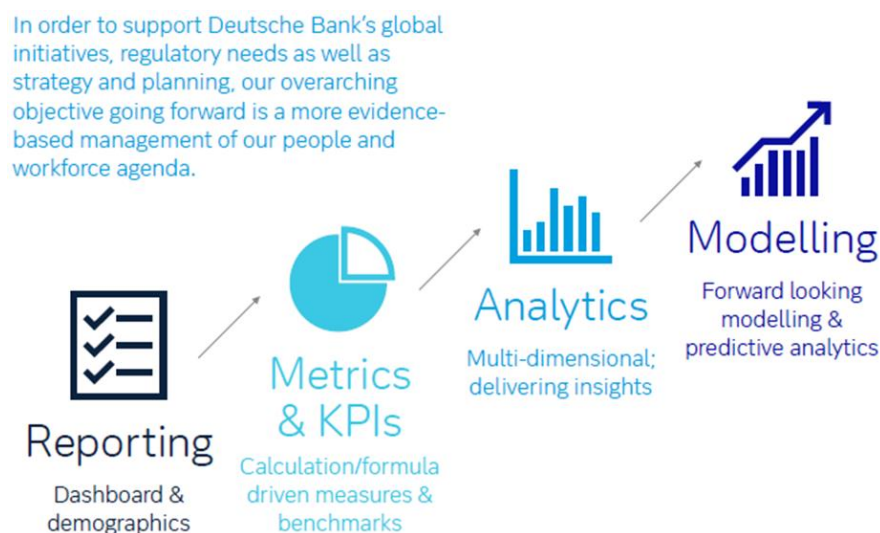 In order to support Deutsche Bank’s global
initiatives, regulatory needs as well as
strategy and planning, our overarching
objective going forward is a more evidence-
based management of our people and
workforce agenda.
Reporting
Dashboard &
demographics
Metrics
& KPIs
Calculation/formula
driven measures &
benchmarks
Analytics
Multi-dimensional;
delivering insights
Modelling
Forward looking
modelling &
predictive analytics